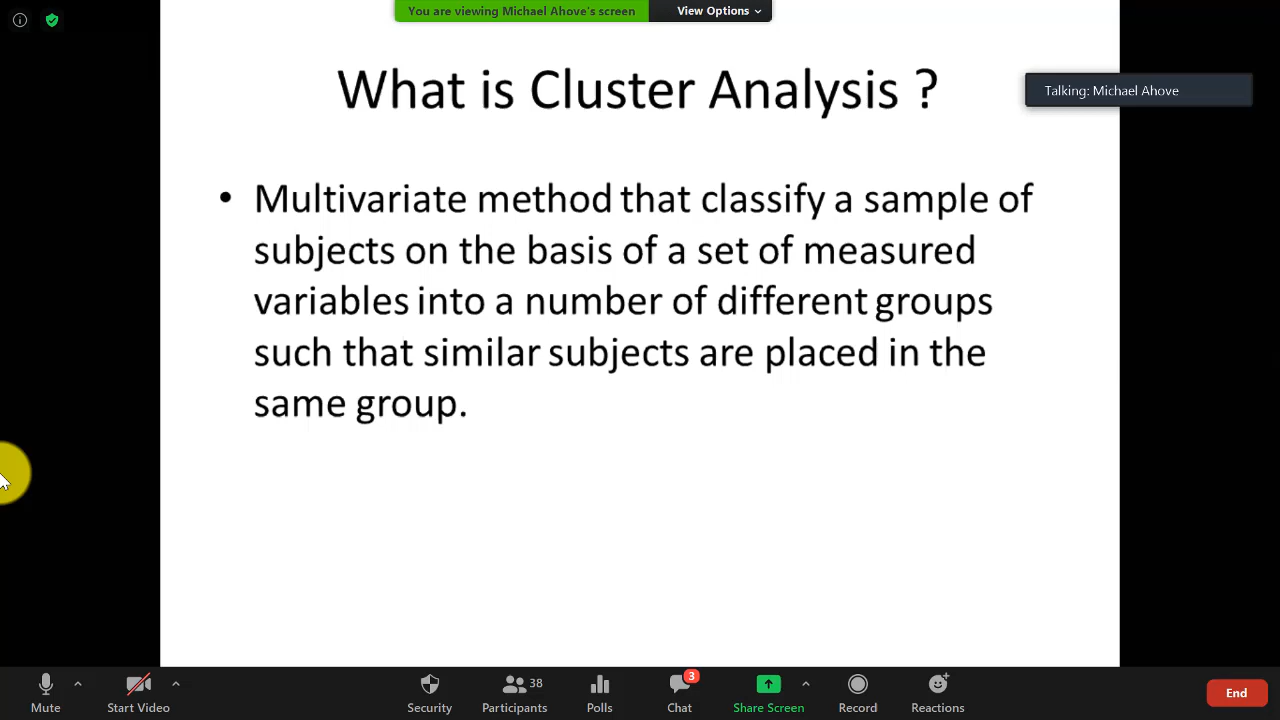 You are viewing Michael Ahove's screen
View Options
What is Cluster Analysis ?
Talking: Michael Ahove
• Multivariate method that classify a sample of
subjects on the basis of a set of measured
variables into a number of different groups
such that similar subjects are placed in the
same group.
Mute
Start Video
Security
38
Participants
Polls
3
Chat
Share Screen
Record
Reactions
End